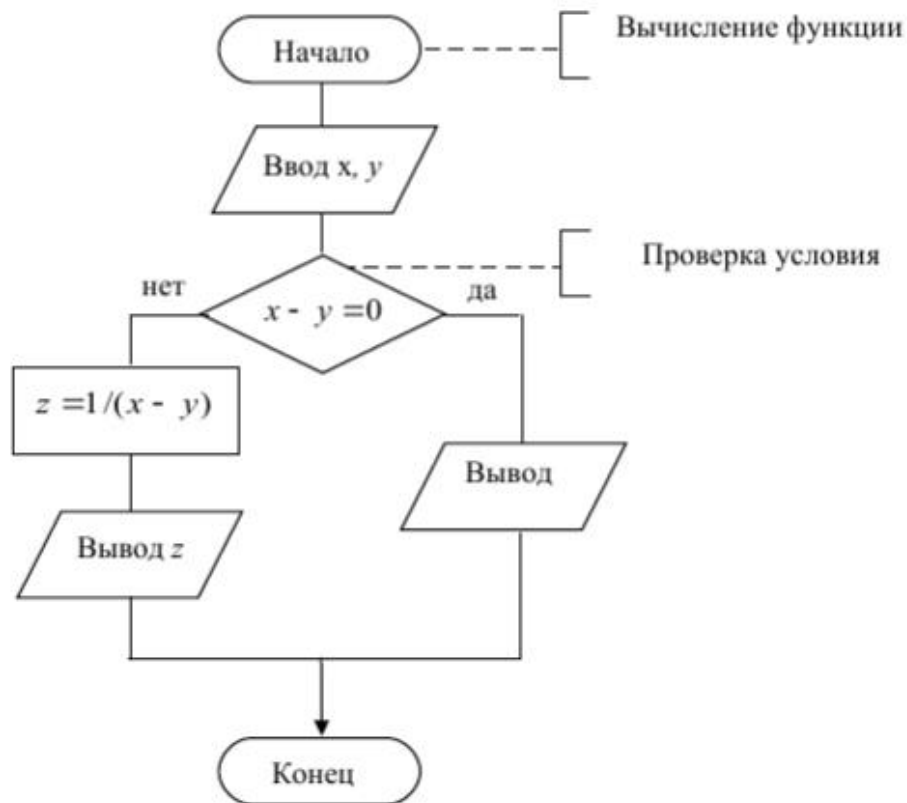 Начало
Вычисление функции
Ввод x, y
Проверка условия
нет
да
x - y =0
z =1/(x - y)
Вывод
Вывод z
Конец